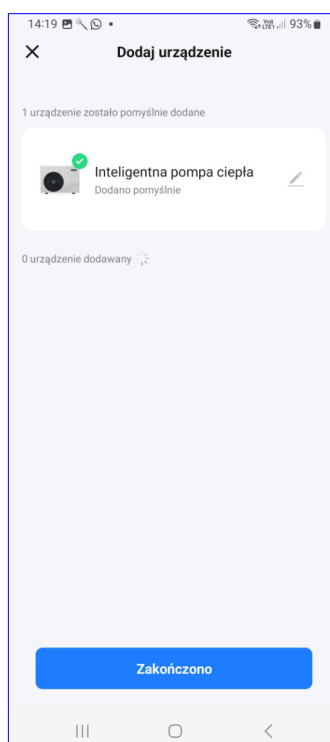 14:19 93%
Dodaj urządzenie
1 urządzenie zostało pomyślnie dodane
Inteligentna pompa ciepła
Dodano pomyślnie
0 urządzenie dodawany
Zakończono